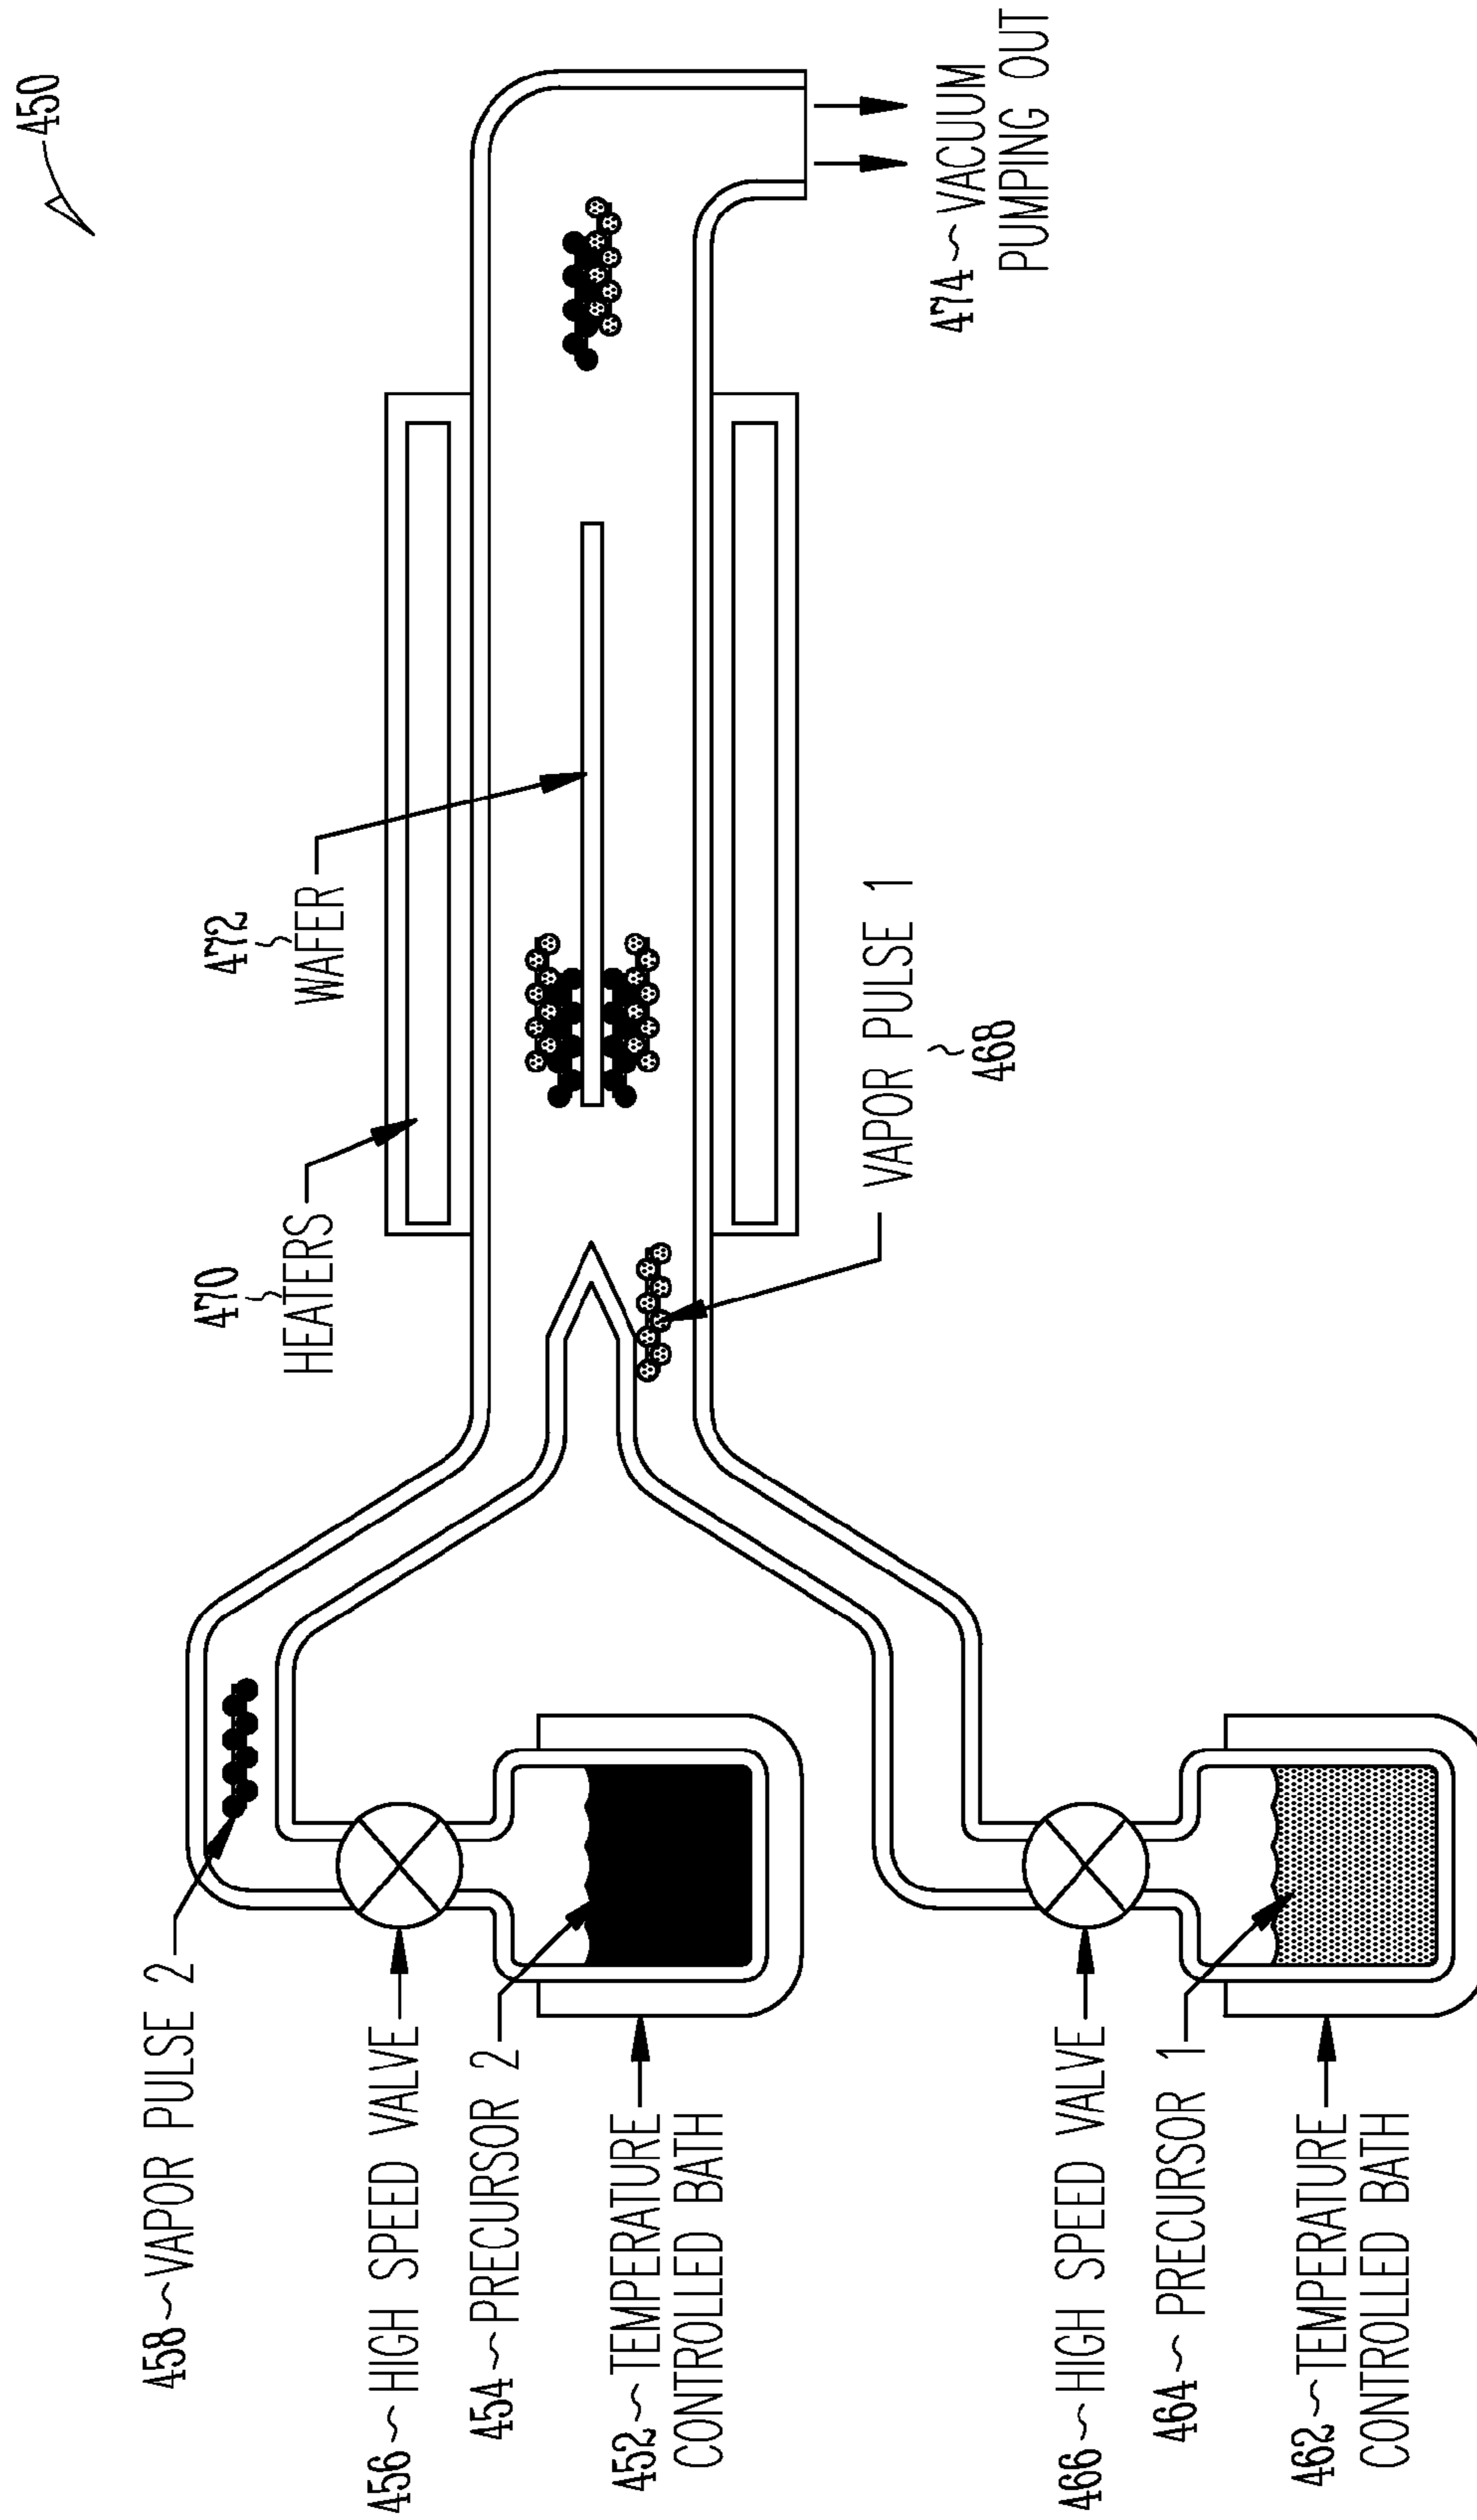 450
458 ~ VAPOR PULSE 2
456 ~ HIGH SPEED VALVE
454 ~ PRECURSOR 2
452 ~ TEMPERATURE
CONTROLLED BATH
470
HEATERS
472
WAFER
VAPOR PULSE 1
468
474 ~ VACUUM
PUMPING OUT
466 ~ HIGH SPEED VALVE
464 ~ PRECURSOR 1
462 ~ TEMPERATURE
CONTROLLED BATH